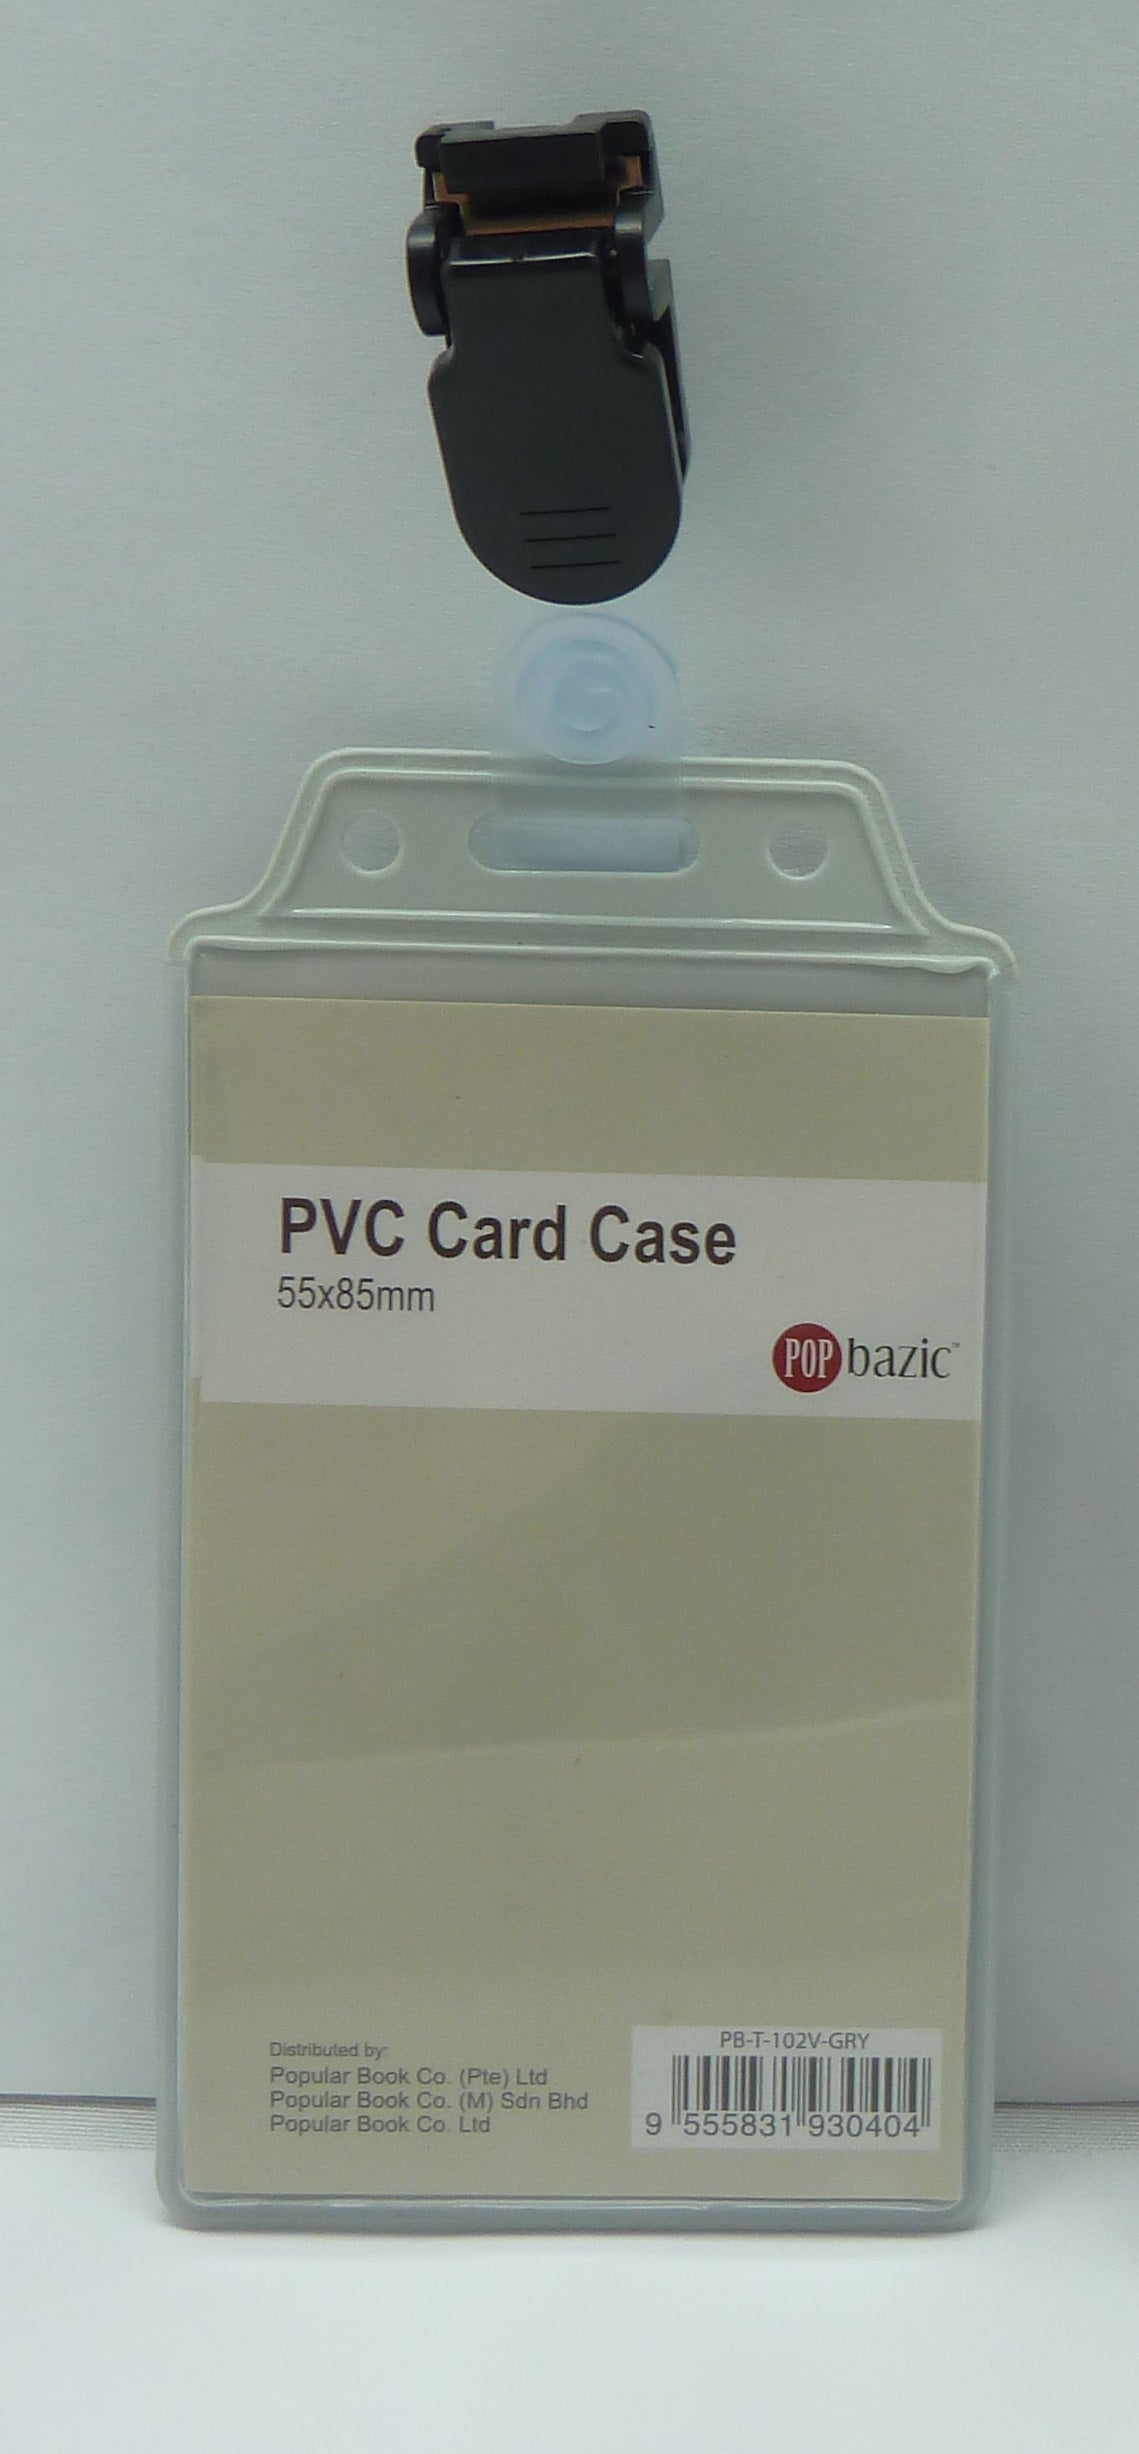 PVC Card Case
55x85mm
POP bazic™
Distributed by:
Popular Book Co. (Pte) Ltd
Popular Book Co. (M) Sdn Bhd
Popular Book Co. Ltd
PB-T-102V-GRY
9 555831 930404